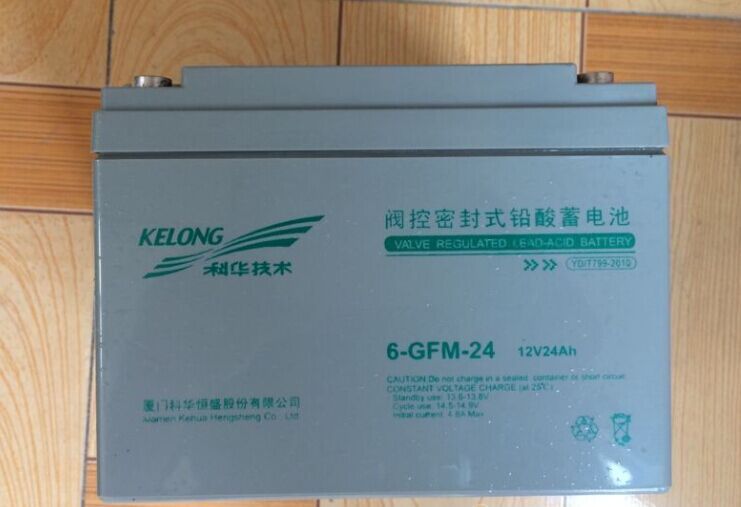 KELONG
科华技术
阀控密封式铅酸蓄电池
VALVE REGULATED LEAD-ACID BATTERY
YD/T799-2010
6-GFM-24 12V24Ah
CAUTION:Do not charge in a sealed container or short circuit
CONSTANT VOLTAGE CHARGE (at 25℃)
Standby use: 13.6-13.8V
Cycle use: 14.5-14.9V
Initial current: 4.8A Max
厦门科华恒盛股份有限公司
Xiamen Kehua Hengsheng Co., Ltd
Pb